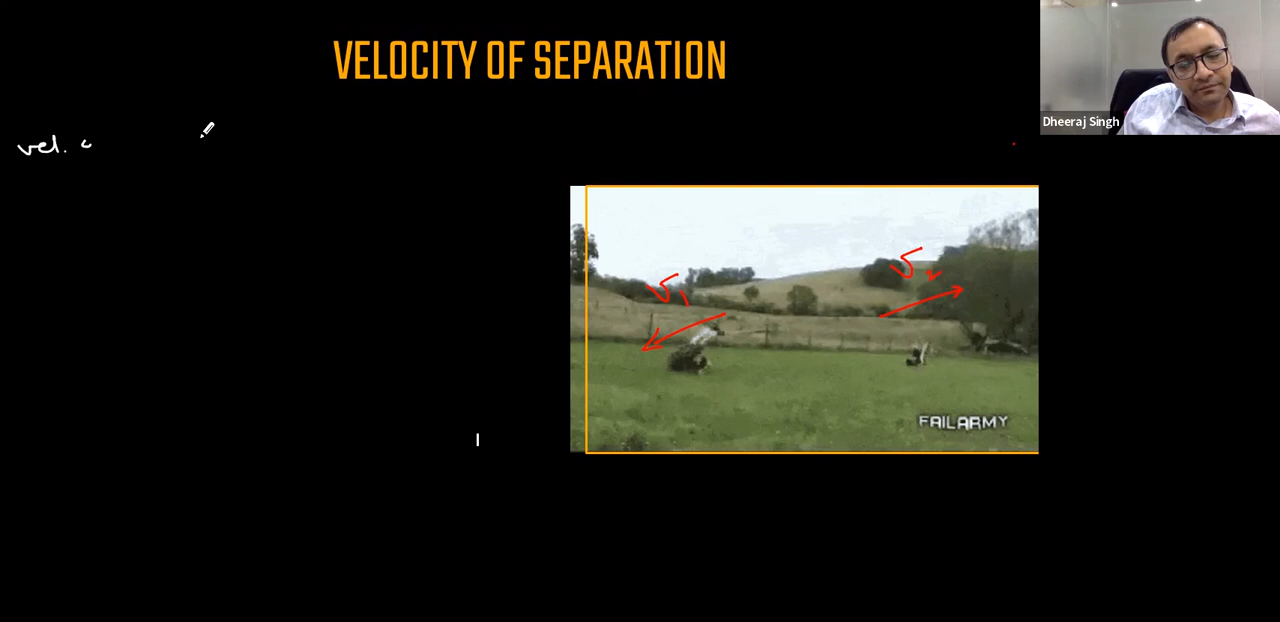 VELOCITY OF SEPARATION
Dheeraj Singh
vel. o
V1
V2
FAILARMY